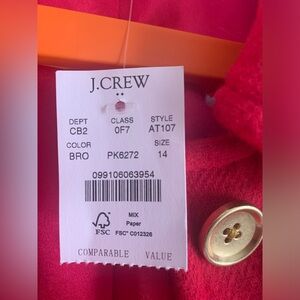 J.CREW
DEPT CLASS STYLE
CB2 0F7 AT107
COLOR SIZE
BRO PK6272 14
099106063954
FSC
MIX
Paper
FSC® C012326
COMPARABLE VALUE